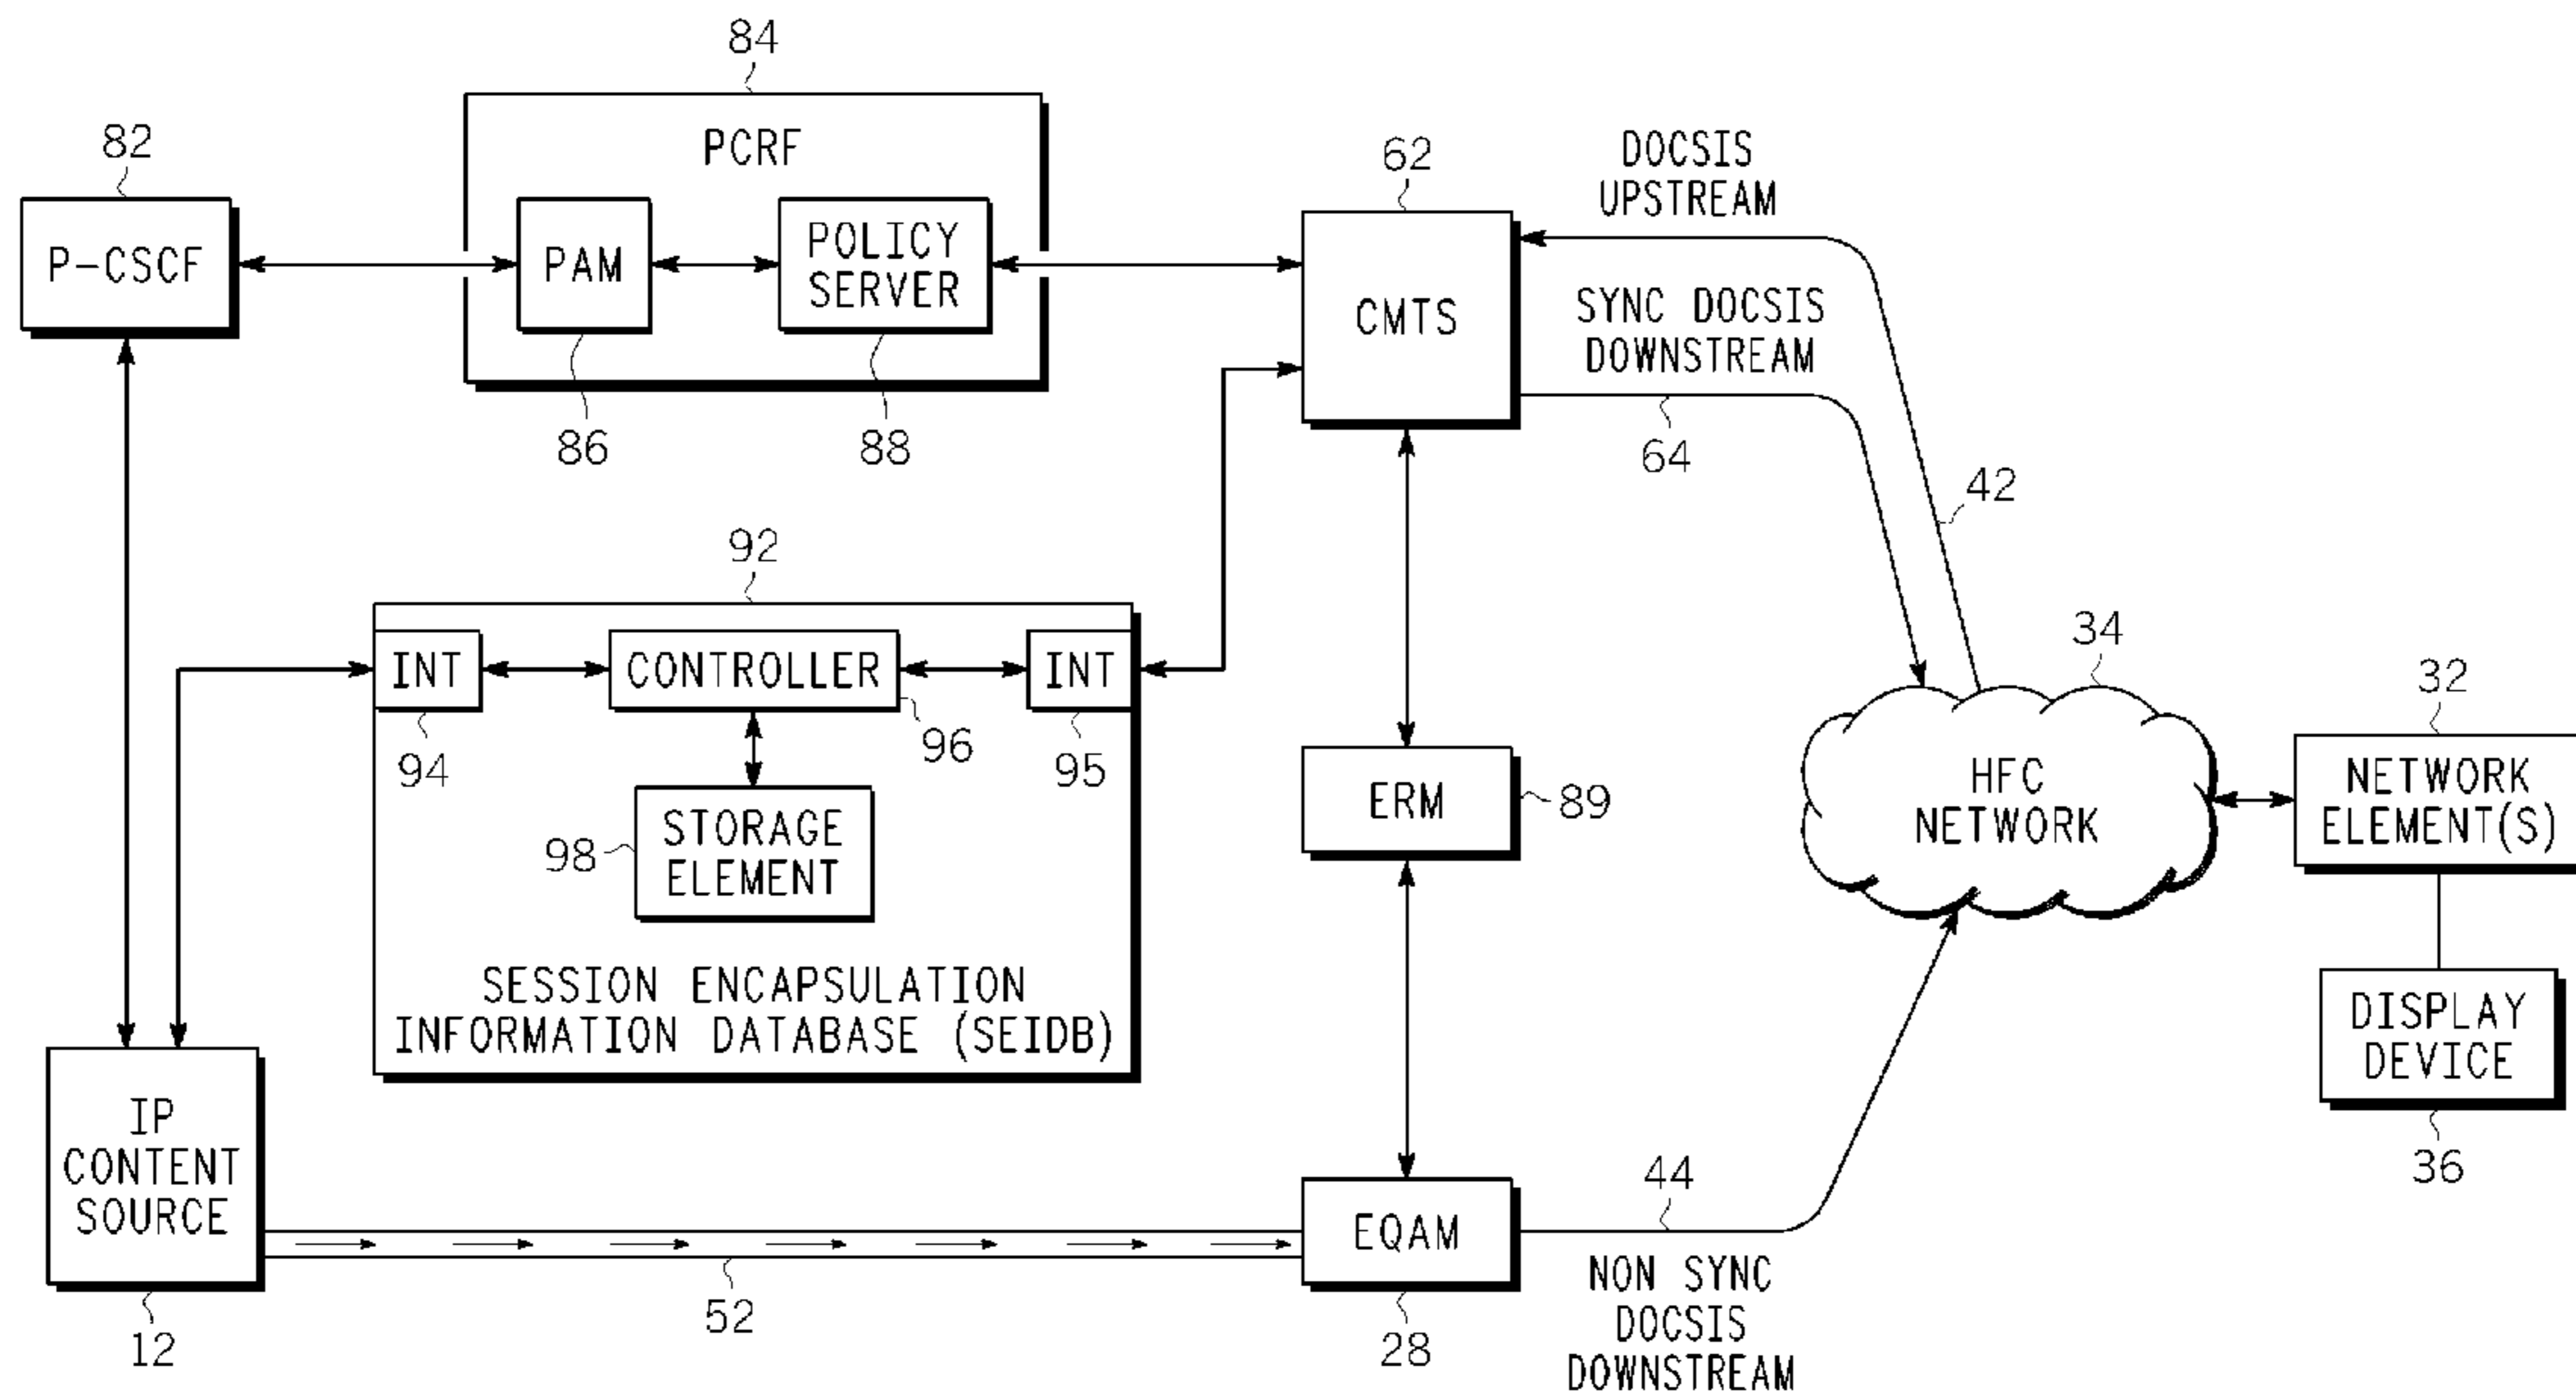 84
PCRF
82
P-CSCF
PAM
POLICY
SERVER
86
88
62
CMTS
DOCSIS
UPSTREAM
SYNC DOCSIS
DOWNSTREAM
64
42
92
INT
CONTROLLER
INT
94
96
95
98
STORAGE
ELEMENT
SESSION ENCAPSULATION
INFORMATION DATABASE (SEIDB)
ERM
89
34
HFC
NETWORK
32
NETWORK
ELEMENT(S)
DISPLAY
DEVICE
36
IP
CONTENT
SOURCE
12
52
EQAM
28
44
NON SYNC
DOCSIS
DOWNSTREAM